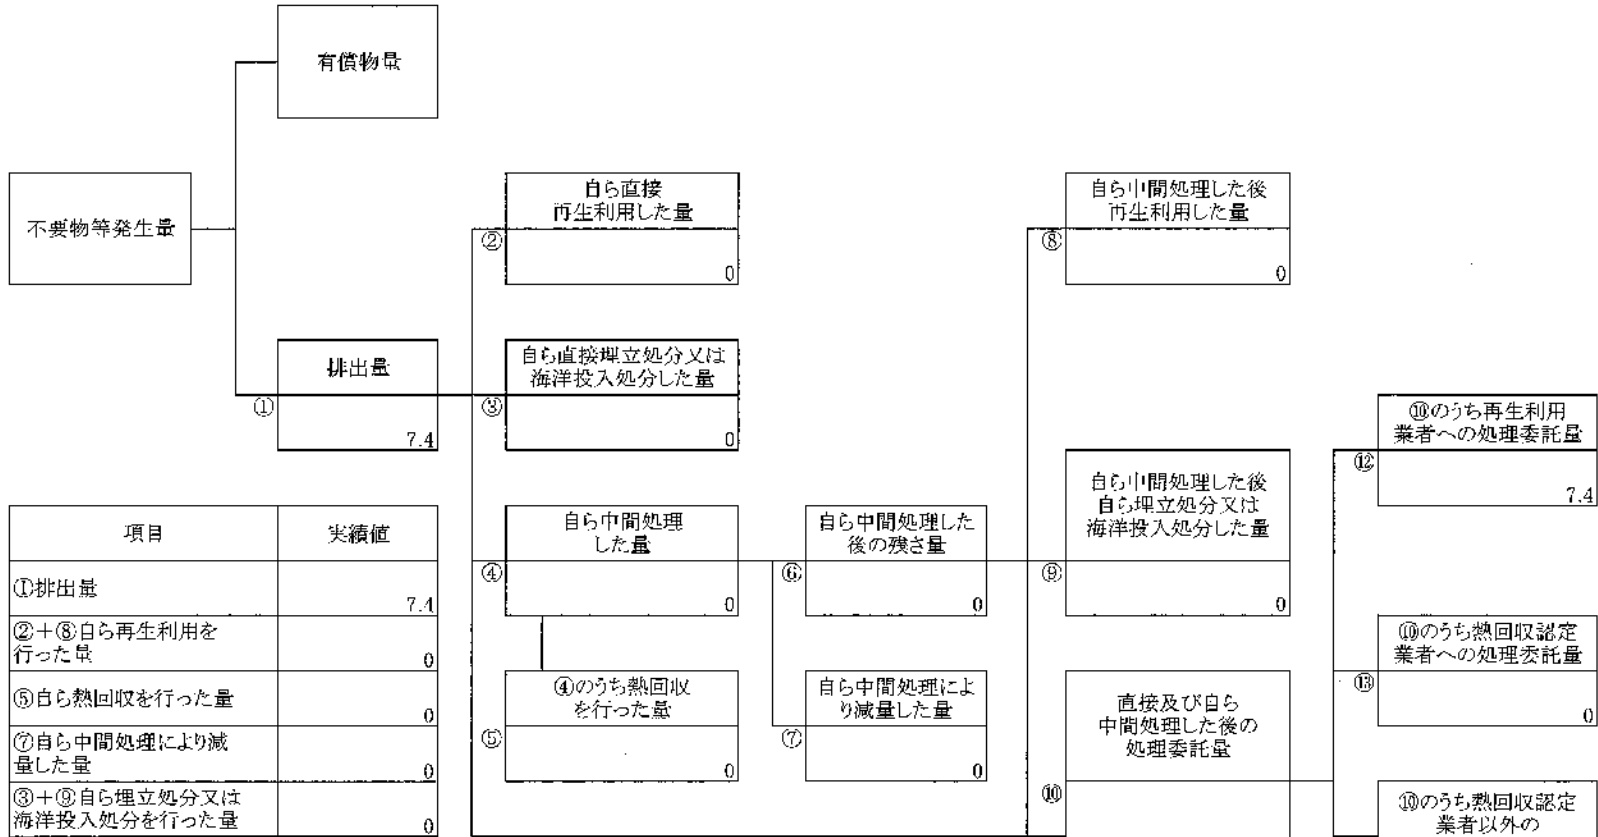 有償物量
不要物等発生量
自ら直接
再生利用した量
②
0
自ら中間処理した後
再生利用した量
⑧
0
排出量
①
7.4
自ら直接埋立処分又は
海洋投入処分した量
③
0
⑩のうち再生利用
業者への処理委託量
⑫
7.4
自ら中間処理
した量
④
0
自ら中間処理した
後の残さ量
⑥
0
自ら中間処理した後
自ら埋立処分又は
海洋投入処分した量
⑨
0
⑩のうち熱回収認定
業者への処理委託量
⑬
0
④のうち熱回収
を行った量
⑤
0
自ら中間処理によ
り減量した量
⑦
0
直接及び自ら
中間処理した後の
処理委託量
⑩
⑩のうち熱回収認定
業者以外の
項目 実績値
①排出量
7.4
②+⑧自ら再生利用を
行った量
0
⑤自ら熱回収を行った量
0
⑦自ら中間処理により減
量した量
0
③+⑨自ら埋立処分又は
海洋投入処分を行った量
0